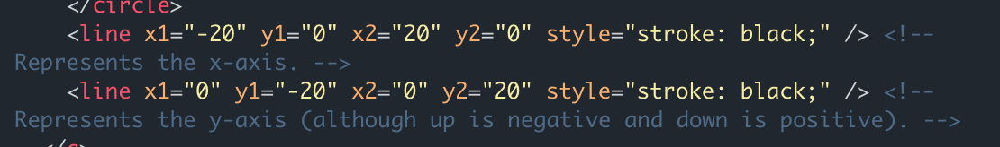 </circle>
<line x1="-20" y1="0" x2="20" y2="0" style="stroke: black;" /> <!--
Represents the x-axis. -->
<line x1="0" y1="-20" x2="0" y2="20" style="stroke: black;" /> <!--
Represents the y-axis (although up is negative and down is positive). -->
</g>